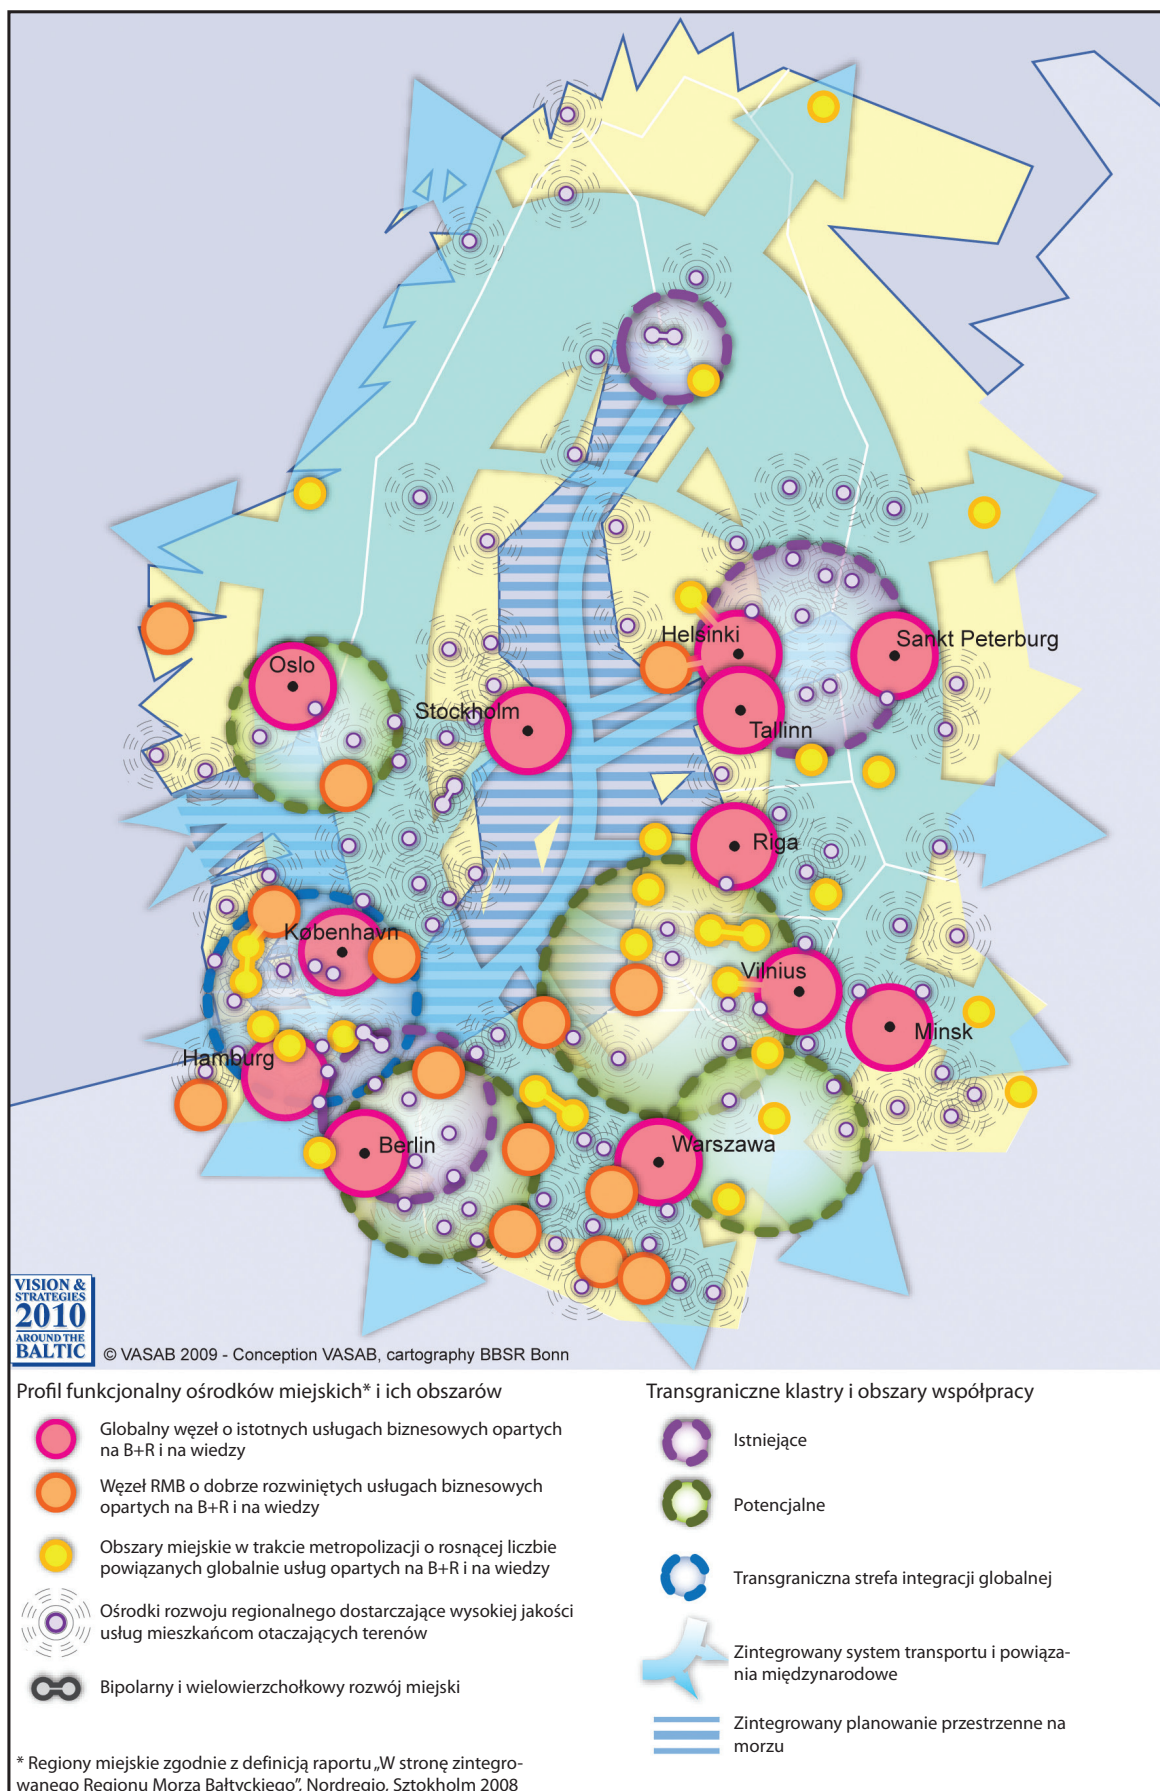 Helsinki
Sankt Peterburg
Oslo
Stockholm
Tallinn
Riga
København
Vilnius
Minsk
Hamburg
Berlin
Warszawa
VISION &
STRATEGIES
2010
AROUND THE
BALTIC
© VASAB 2009 - Conception VASAB, cartography BBSR Bonn
Profil funkcjonalny ośrodków miejskich* i ich obszarów
Globalny węzeł o istotnych usługach biznesowych opartych
na B+R i na wiedzy
Węzeł RMB o dobrze rozwiniętych usługach biznesowych
opartych na B+R i na wiedzy
Obszary miejskie w trakcie metropolizacji o rosnącej liczbie
powiązanych globalnie usług opartych na B+R i na wiedzy
Ośrodki rozwoju regionalnego dostarczające wysokiej jakości
usług mieszkańcom otaczających terenów
Bipolarny i wielowierzchołkowy rozwój miejski
* Regiony miejskie zgodnie z definicją raportu „W stronę zintegro-
wanego Regionu Morza Bałtyckiego”, Nordregio, Sztokholm 2008
Transgraniczne klastry i obszary współpracy
Istniejące
Potencjalne
Transgraniczna strefa integracji globalnej
Zintegrowany system transportu i powiąza-
nia międzynarodowe
Zintegrowany planowanie przestrzenne na
morzu